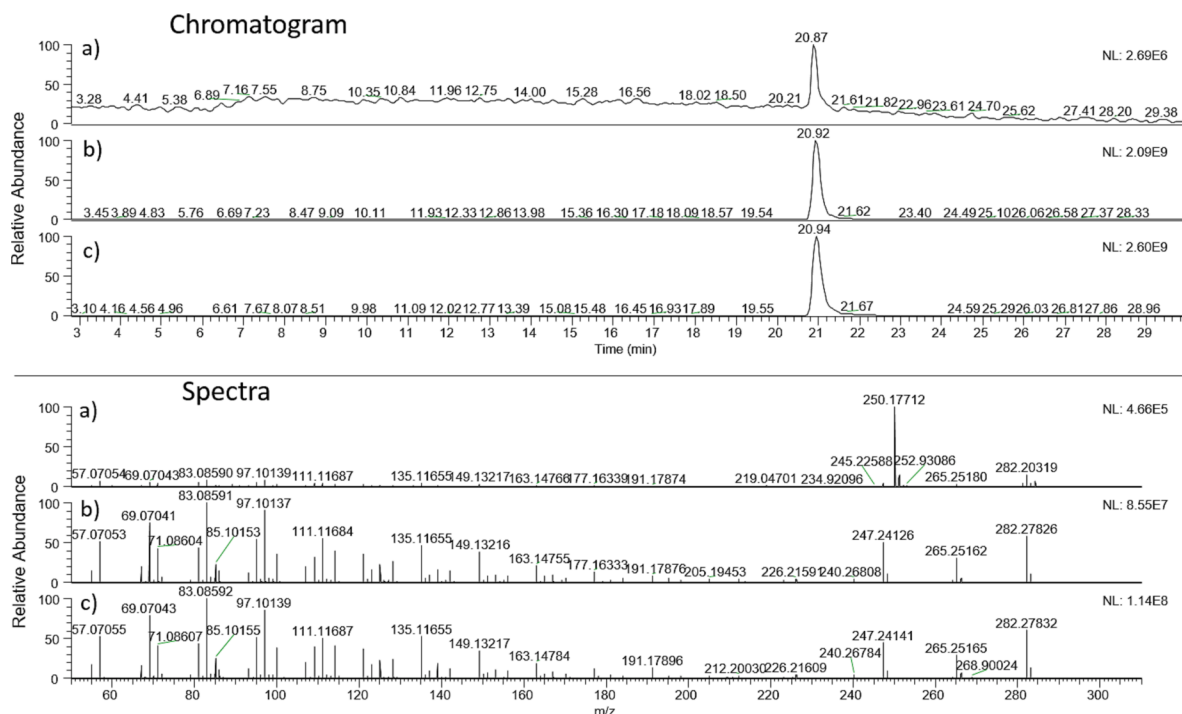 Chromatogram
a)
20.87
NL: 2.69E6
3.28 4.41 5.38 6.89 7.16 7.55 8.75 10.35 10.84 11.96 12.75 14.00 15.28 16.56 18.02 18.50 20.21 21.61 21.82 22.96 23.61 24.70 25.62 27.41 28.20 29.38
100
50
0
b)
20.92
NL: 2.09E9
3.45 3.89 4.83 5.76 6.69 7.23 8.47 9.09 10.11 11.93 12.33 12.86 13.98 15.36 16.30 17.18 18.09 18.57 19.54 21.62 23.40 24.49 25.10 26.06 26.58 27.37 28.33
100
50
0
c)
20.94
NL: 2.60E9
3.10 4.16 4.56 4.96 6.61 7.67 8.07 8.51 9.98 11.09 12.02 12.77 13.39 15.08 15.48 16.45 16.93 17.89 19.55 21.67 24.59 25.29 26.03 26.81 27.86 28.96
100
50
0
Relative Abundance
3 4 5 6 7 8 9 10 11 12 13 14 15 16 17 18 19 20 21 22 23 24 25 26 27 28 29
Time (min)
Spectra
a)
250.17712
NL: 4.66E5
57.07054 69.07043 83.08590 97.10139 111.11687 135.11655 149.13217 163.14766 177.16339 191.17874 219.04701 234.92096 245.22588 252.93086 265.25180 282.20319
100
50
0
b)
NL: 8.55E7
57.07053 69.07041 71.08604 83.08591 85.10153 97.10137 111.11684 135.11655 149.13216 163.14755 177.16333 191.17876 205.19453 226.21591 240.26808 247.24126 265.25162 282.27826
100
50
0
c)
NL: 1.14E8
57.07055 69.07043 71.08607 83.08592 85.10155 97.10139 111.11687 135.11655 149.13217 163.14784 191.17896 212.20030 226.21609 240.26784 247.24141 265.25165 268.90024 282.27832
100
50
0
Relative Abundance
60 80 100 120 140 160 180 200 220 240 260 280 300
m/z